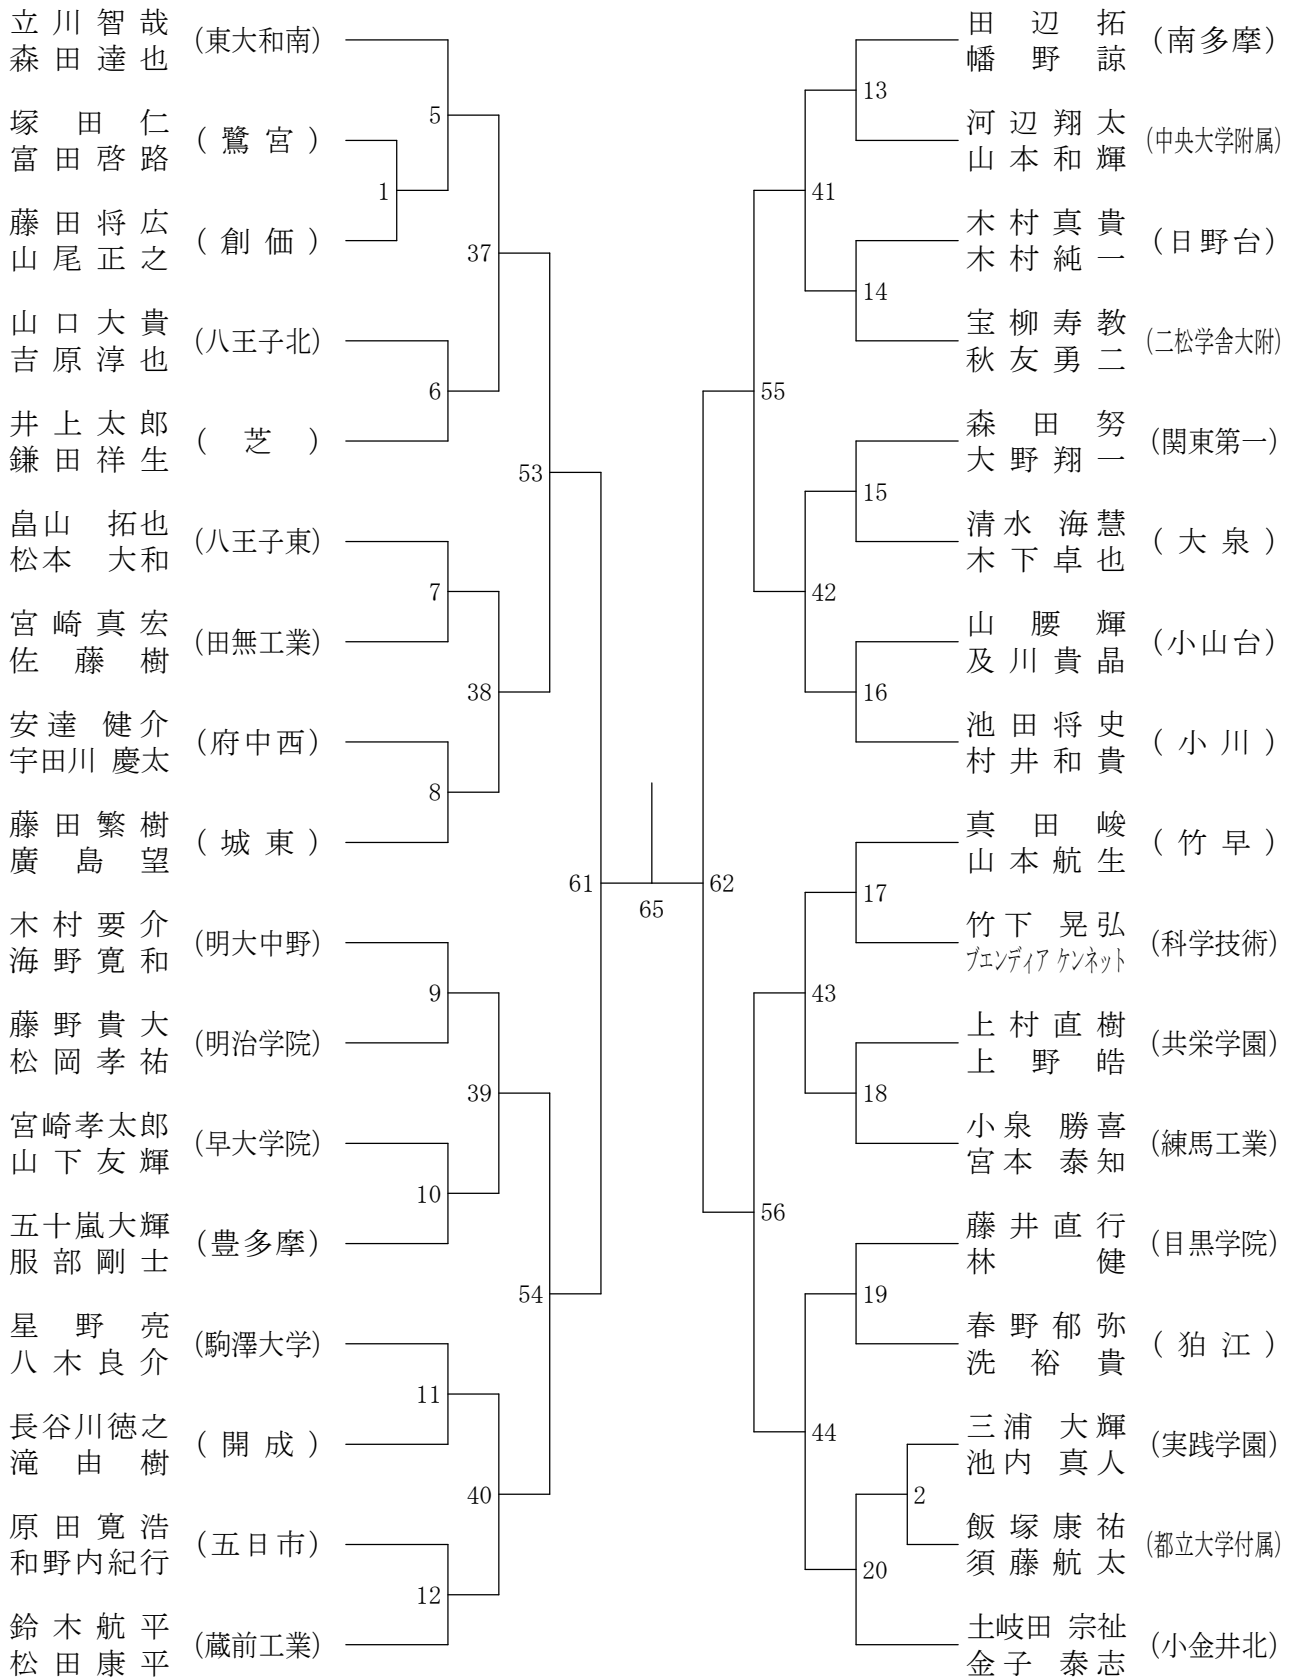 立川智哉
森田達也
(東大和南)
塚田仁
富田啓路
(鷺宮)
藤田将広
山尾正之
(創価)
山口大貴
吉原淳也
(八王子北)
井上太郎
鎌田祥生
(芝)
畠山 拓也
松本 大和
(八王子東)
宮崎真宏
佐藤樹
(田無工業)
安達 健介
宇田川 慶太
(府中西)
藤田繁樹
廣島望
(城東)
木村要介
海野寛和
(明大中野)
藤野貴大
松岡孝祐
(明治学院)
宮崎孝太郎
山下友輝
(早大学院)
五十嵐大輝
服部剛士
(豊多摩)
星野亮
八木良介
(駒澤大学)
長谷川徳之
滝由樹
(開成)
原田寛浩
和野内紀行
(五日市)
鈴木航平
松田康平
(蔵前工業)
1
5
6
7
8
9
10
11
12
37
38
39
40
53
54
61
65
62
55
56
41
42
43
44
13
14
15
16
17
18
19
20
2
田辺拓
幡野諒
(南多摩)
河辺翔太
山本和輝
(中央大学附属)
木村真貴
木村純一
(日野台)
宝柳寿教
秋友勇二
(二松学舎大附)
森田努
大野翔一
(関東第一)
清水 海慧
木下卓也
(大泉)
山腰輝
及川貴晶
(小山台)
池田将史
村井和貴
(小川)
真田峻
山本航生
(竹早)
竹下 晃弘
ブエンディア ケンネット
(科学技術)
上村直樹
上野皓
(共栄学園)
小泉 勝喜
宮本 泰知
(練馬工業)
藤井直行
林健
(目黒学院)
春野郁弥
洗裕貴
(狛江)
三浦 大輝
池内 真人
(実践学園)
飯塚康祐
須藤航太
(都立大学付属)
土岐田 宗祉
金子 泰志
(小金井北)